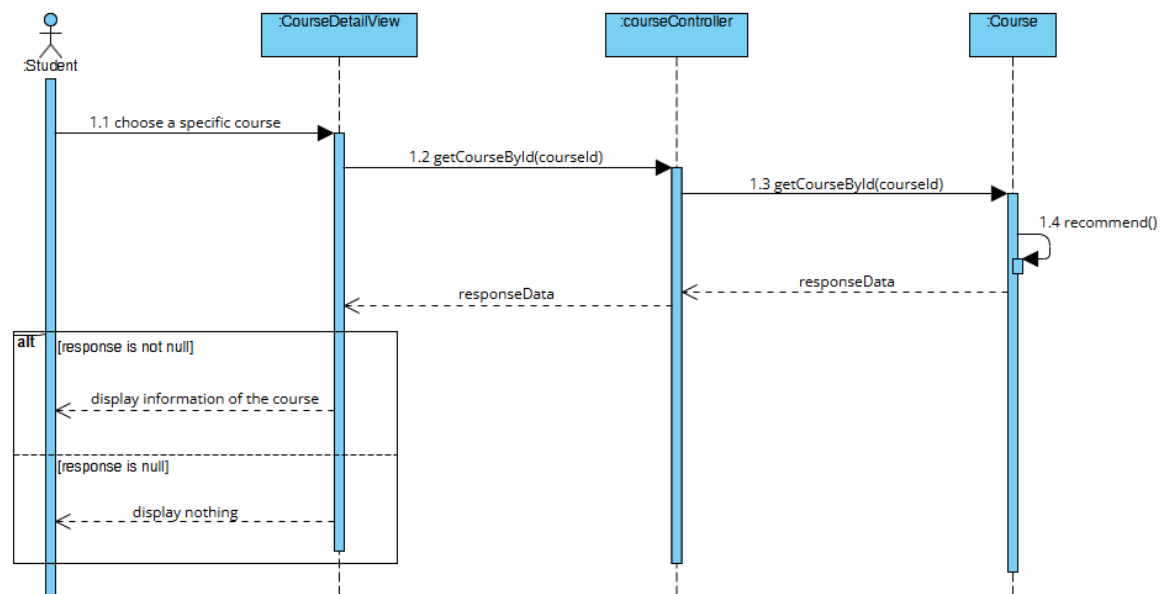 :Student
:CourseDetailView
:courseController
:Course
1.1 choose a specific course
1.2 getCourseById(courseId)
1.3 getCourseById(courseId)
1.4 recommend()
responseData
responseData
alt
[response is not null]
display information of the course
[response is null]
display nothing